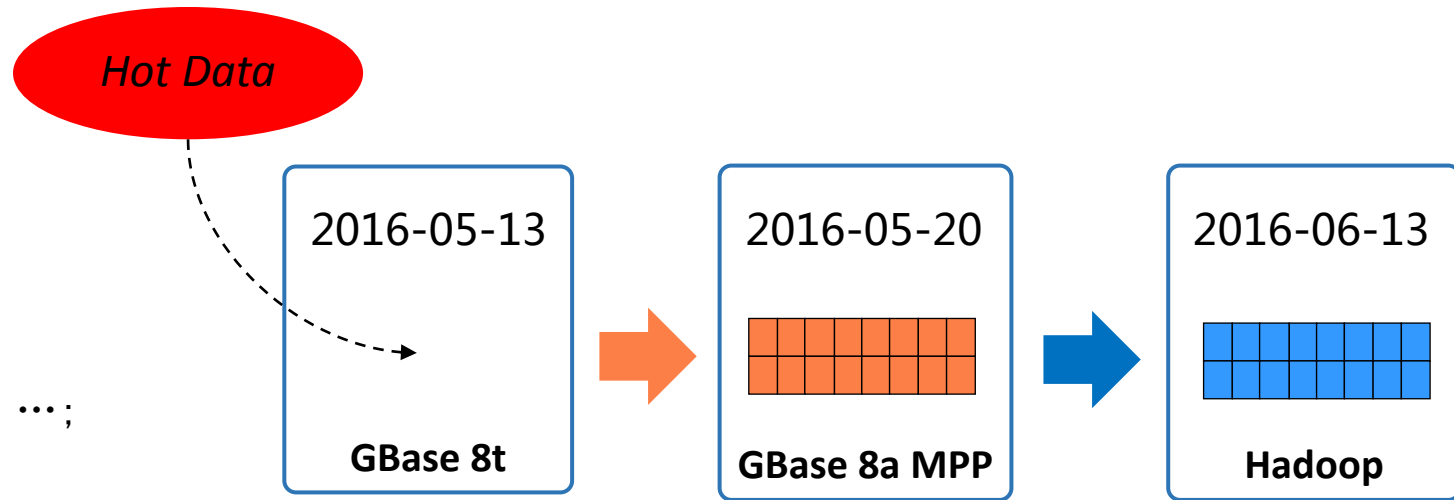 Hot Data
2016-05-13
2016-05-20
2016-06-13
…;
GBase 8t
GBase 8a MPP
Hadoop